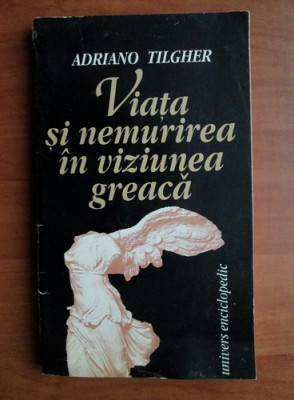 ADRIANO TILGHER
Viața
și nemurirea
în viziunea
greacă
univers enciclopedic